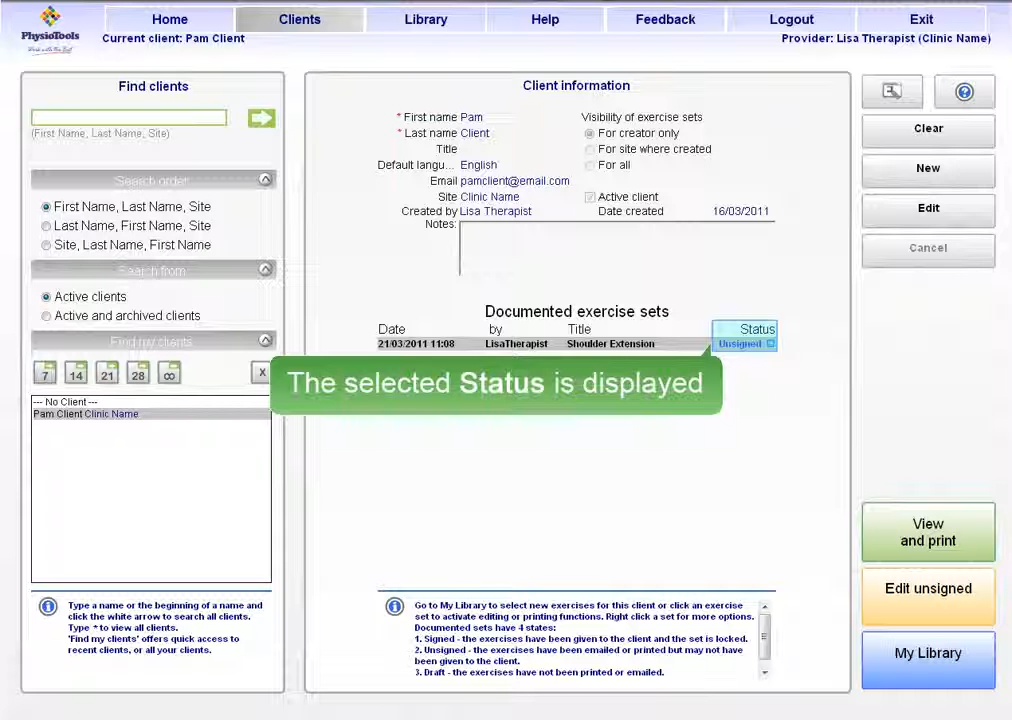 Home Clients Library Help Feedback Logout Exit
PhysioTools
Current client: Pam Client
Provider: Lisa Therapist (Clinic Name)
Find clients
(First Name, Last Name, Site)
Search order
First Name, Last Name, Site
Last Name, First Name, Site
Site, Last Name, First Name
Search from
Active clients
Active and archived clients
Find my clients
7 14 21 28 ∞ X
--- No Client ---
Pam Client Clinic Name
Type a name or the beginning of a name and
click the white arrow to search all clients.
Type * to view all clients.
'Find my clients' offers quick access to
recent clients, or all your clients.
Client information
* First name Pam
* Last name Client
Title
Default langu... English
Email pamclient@email.com
Site Clinic Name
Created by Lisa Therapist
Notes:
Visibility of exercise sets
For creator only
For site where created
For all
Active client
Date created 16/03/2011
Documented exercise sets
Date by Title Status
21/03/2011 11:08 LisaTherapist Shoulder Extension Unsigned
The selected Status is displayed
Go to My Library to select new exercises for this client or click an exercise
set to activate editing or printing functions. Right click a set for more options.
Documented sets have 4 states:
1. Signed - the exercises have been given to the client and the set is locked.
2. Unsigned - the exercises have been emailed or printed but may not have
been given to the client.
3. Draft - the exercises have not been printed or emailed.
?
Clear
New
Edit
Cancel
View
and print
Edit unsigned
My Library